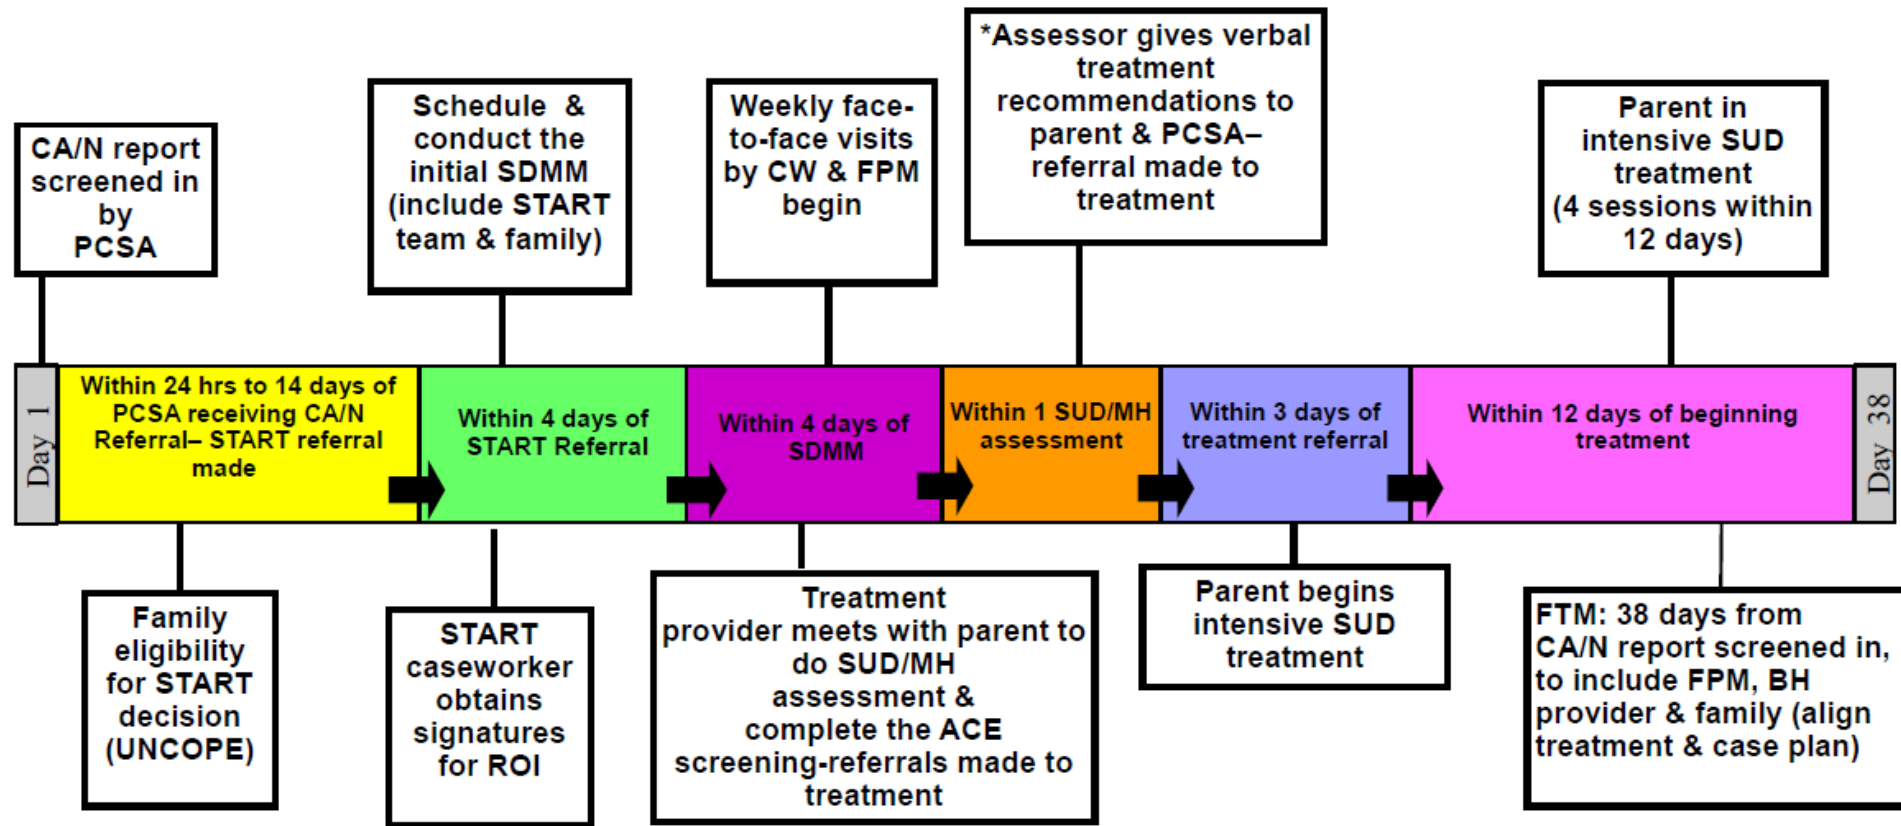 CA/N report
screened in
by
PCSA
Schedule & 
conduct the
initial SDMM
(include START
team & family)
Weekly face-
to-face visits
by CW & FPM
begin
*Assessor gives verbal
treatment
recommendations to
parent & PCSA–
referral made to
treatment
Parent in
intensive SUD
treatment
(4 sessions within
12 days)
Day 1
Within 24 hrs to 14 days of
PCSA receiving CA/N
Referral– START referral
made
Within 4 days of
START Referral
Within 4 days of
SDMM
Within 1 SUD/MH
assessment
Within 3 days of
treatment referral
Within 12 days of beginning
treatment
Day 38
Family
eligibility
for START
decision
(UNCOPE)
START
caseworker
obtains
signatures
for ROI
Treatment
provider meets with parent to
do SUD/MH
assessment &
complete the ACE
screening-referrals made to
treatment
Parent begins
intensive SUD
treatment
FTM: 38 days from
CA/N report screened in,
to include FPM, BH
provider & family (align
treatment & case plan)